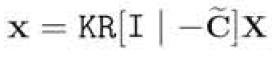 x = KR[I | −C̃]X